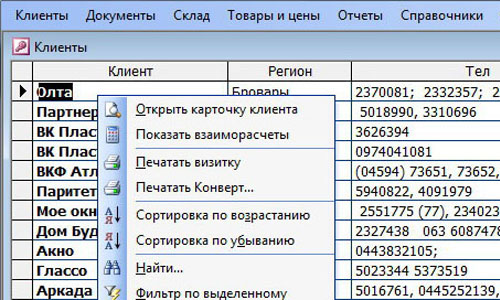 Клиенты Документы Склад Товары и цены Отчеты Справочники
Клиенты
Клиент Регион Тел
Олта Бровары 2370081; 2332357; 2
Партнер 5018990, 3310696
ВК Плас 3626394
ВК Плас 0974041081
ВКФ Атл (04594) 73651, 73652,
Паритет 5940822, 4091979
Мое окн 2551775 (77), 234023
Дом Буд 2327438 063 6087478
Акно 0443832105;
Глассо 5023344 5373519
Аркада 5016761, 0445252139,
Открыть карточку клиента
Показать взаиморасчеты
Печатать визитку
Печатать Конверт...
Сортировка по возрастанию
Сортировка по убыванию
Найти...
Фильтр по выделенному